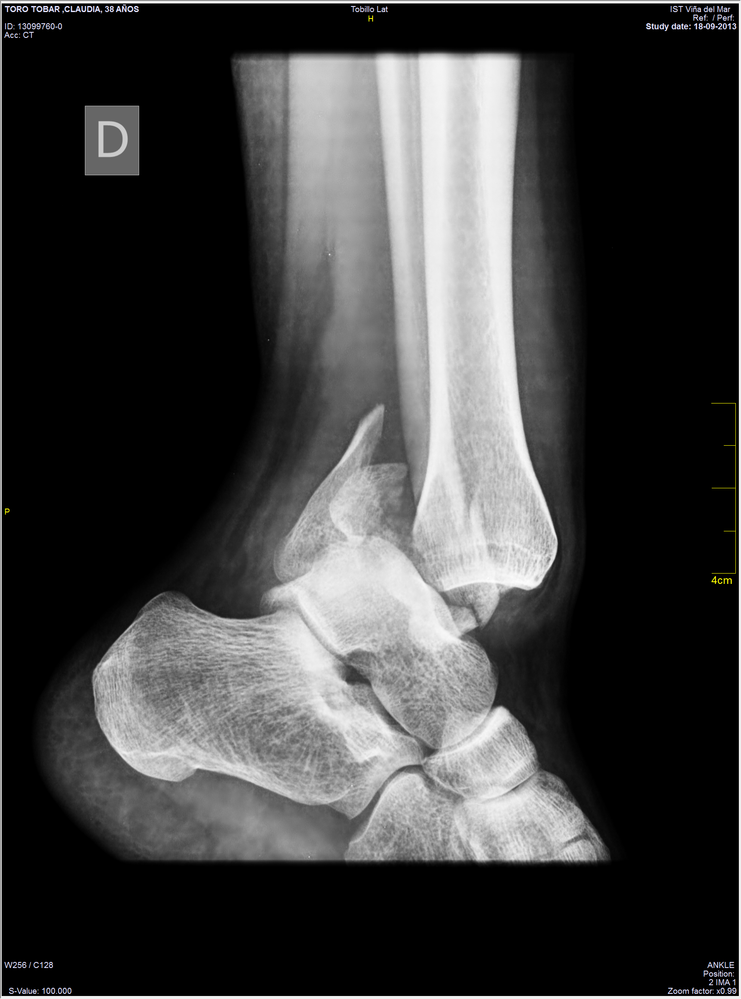 TORO TOBAR ,CLAUDIA, 38 AÑOS
ID: 13099760-0
Acc: CT
Tobillo Lat
H
IST Viña del Mar
Ref:  / Perf:
Study date: 18-09-2013
D
P
4cm
W256 / C128
S-Value: 100.000
ANKLE
Position:
2 IMA 1
Zoom factor: x0.99